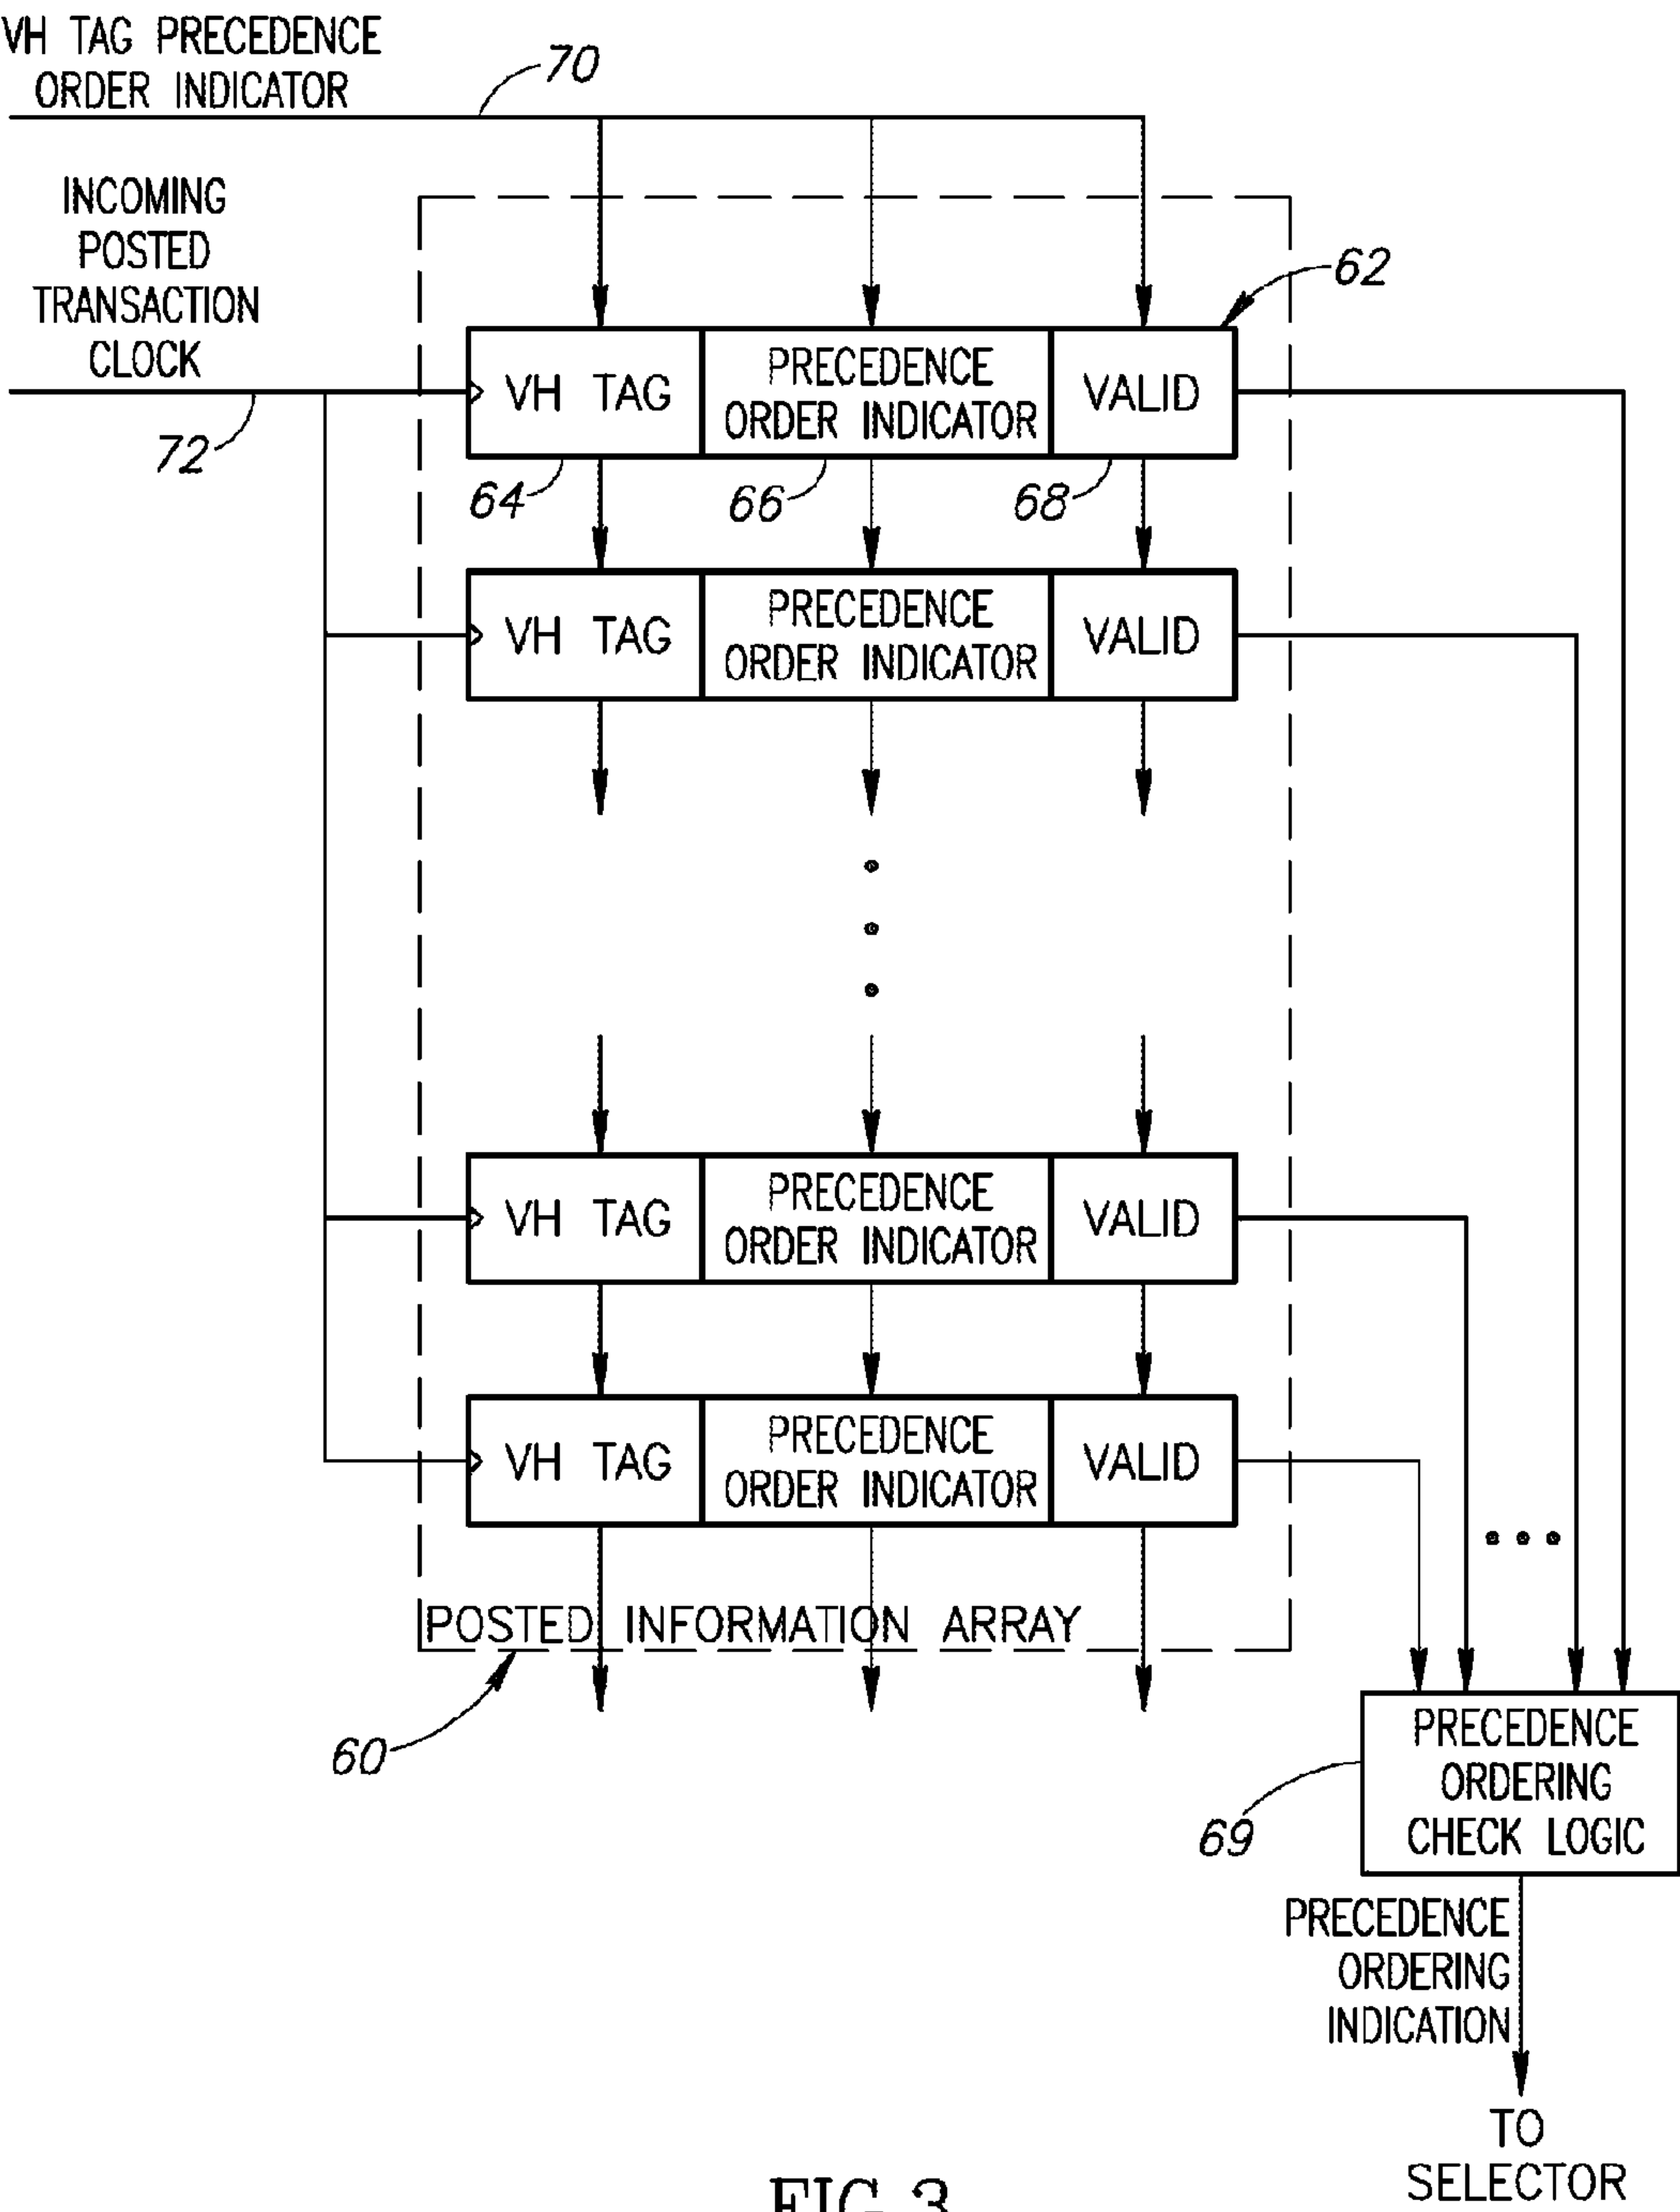 VH TAG PRECEDENCE
ORDER INDICATOR
70
INCOMING
POSTED
TRANSACTION
CLOCK
72
62
VH TAG
PRECEDENCE
ORDER INDICATOR
VALID
64
66
68
VH TAG
PRECEDENCE
ORDER INDICATOR
VALID
VH TAG
PRECEDENCE
ORDER INDICATOR
VALID
VH TAG
PRECEDENCE
ORDER INDICATOR
VALID
POSTED INFORMATION ARRAY
60
PRECEDENCE
ORDERING
CHECK LOGIC
69
PRECEDENCE
ORDERING
INDICATION
TO
SELECTOR
FIG.3